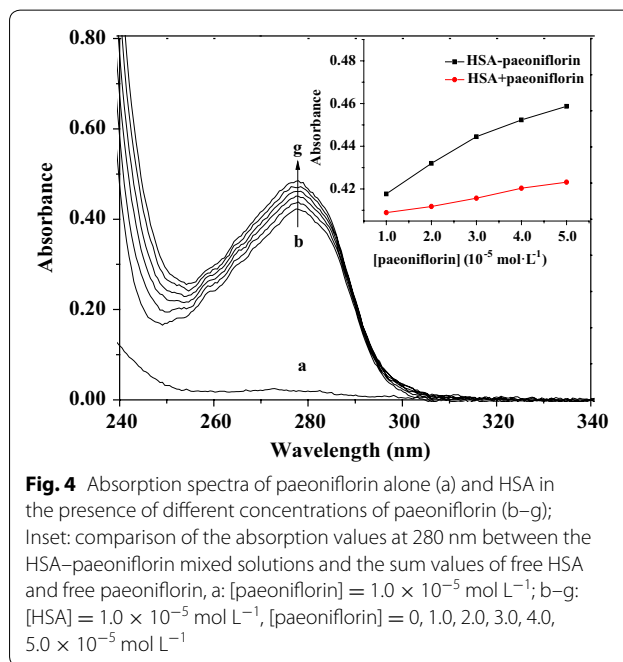 0.80
0.60
0.40
0.20
0.00
Absorbance
240
260
280
300
320
340
Wavelength (nm)
g
b
a
0.48
0.46
0.44
0.42
Absorbance
HSA-paeoniflorin
HSA+paeoniflorin
1.0
2.0
3.0
4.0
5.0
[paeoniflorin] (10⁻⁵ mol·L⁻¹)
Fig. 4 Absorption spectra of paeoniflorin alone (a) and HSA in
the presence of different concentrations of paeoniflorin (b–g);
Inset: comparison of the absorption values at 280 nm between the
HSA–paeoniflorin mixed solutions and the sum values of free HSA
and free paeoniflorin, a: [paeoniflorin] = 1.0 × 10⁻⁵ mol L⁻¹; b–g:
[HSA] = 1.0 × 10⁻⁵ mol L⁻¹, [paeoniflorin] = 0, 1.0, 2.0, 3.0, 4.0,
5.0 × 10⁻⁵ mol L⁻¹